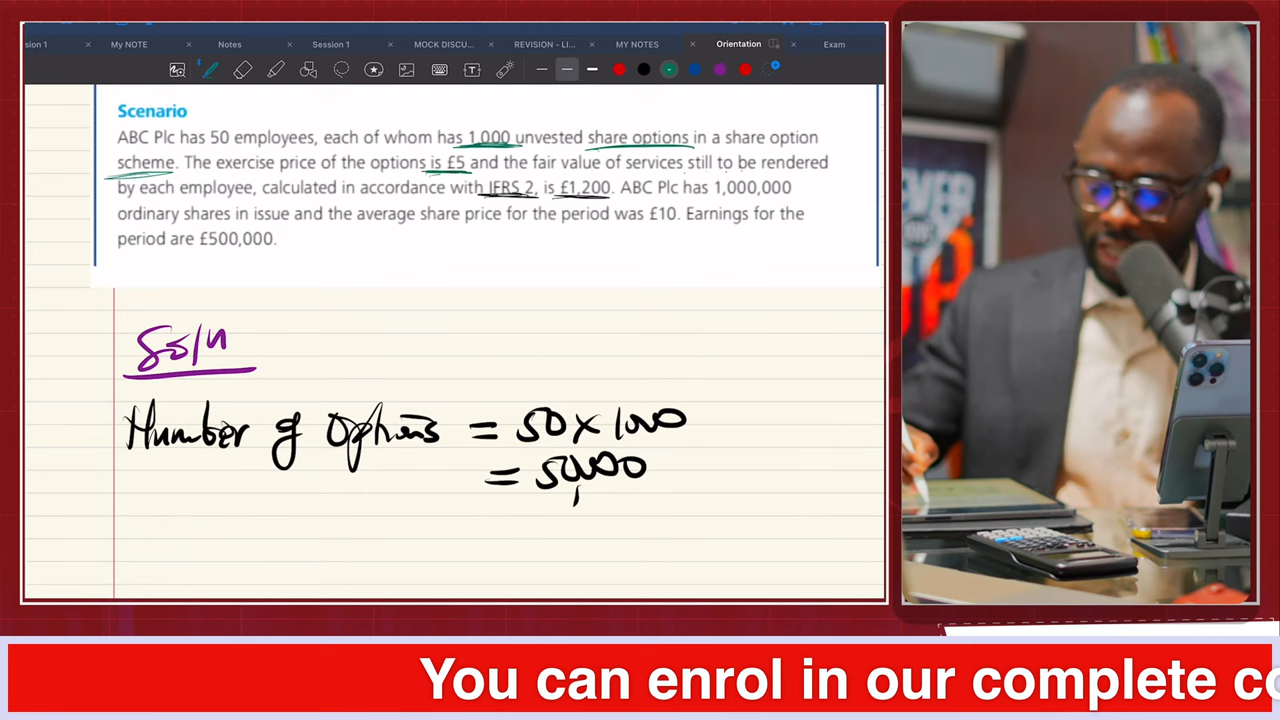 sion 1
My NOTE
Notes
Session 1
MOCK DISCU...
REVISION - LI...
MY NOTES
Orientation
Exam
Scenario
ABC Plc has 50 employees, each of whom has 1,000 unvested share options in a share option
scheme. The exercise price of the options is £5 and the fair value of services still to be rendered
by each employee, calculated in accordance with IFRS 2, is £1,200. ABC Plc has 1,000,000
ordinary shares in issue and the average share price for the period was £10. Earnings for the
period are £500,000.
Soln
Number of Options = 50 x 1000
= 50,000
You can enrol in our complete co